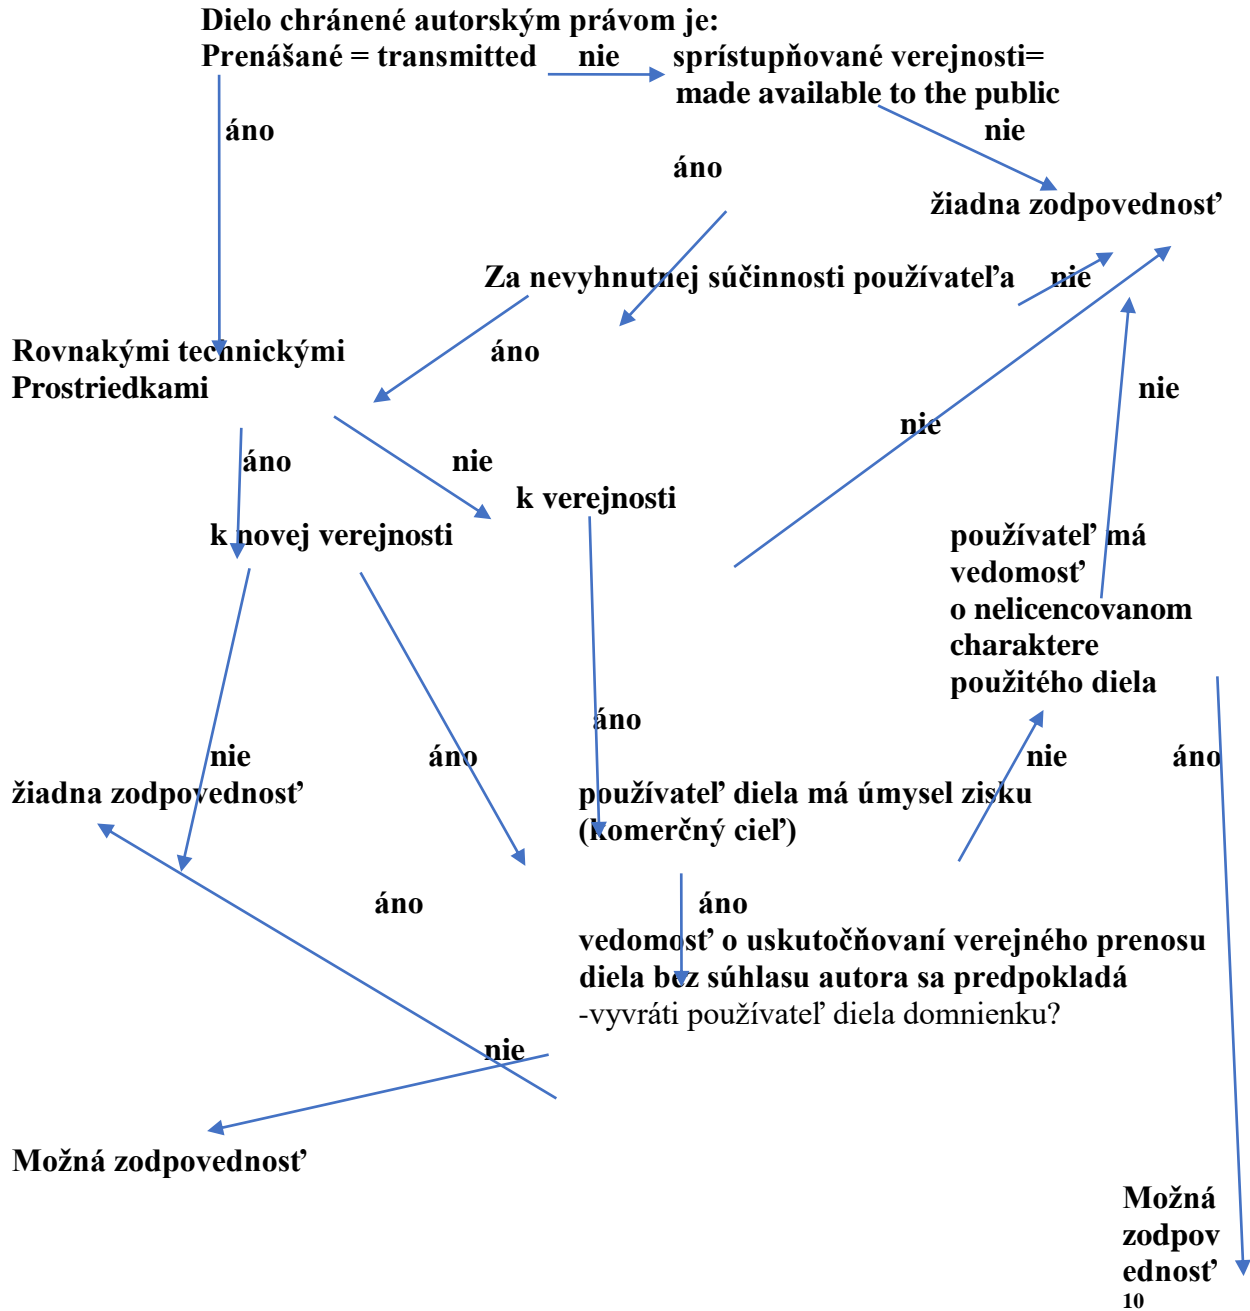 Dielo chránené autorským právom je:
Prenášané = transmitted nie sprístupňované verejnosti=
made available to the public
áno nie
áno
žiadna zodpovednosť
Za nevyhnutnej súčinnosti používateľa nie
Rovnakými technickými áno
Prostriedkami nie
nie
áno nie
k verejnosti
k novej verejnosti používateľ má
vedomosť
o nelicencovanom
charaktere
použitého diela
áno
nie áno nie áno
žiadna zodpovednosť používateľ diela má úmysel zisku
(komerčný cieľ)
áno áno
vedomosť o uskutočňovaní verejného prenosu
diela bez súhlasu autora sa predpokladá
-vyvráti používateľ diela domnienku?
nie
Možná zodpovednosť
Možná
zodpov
ednosť
10